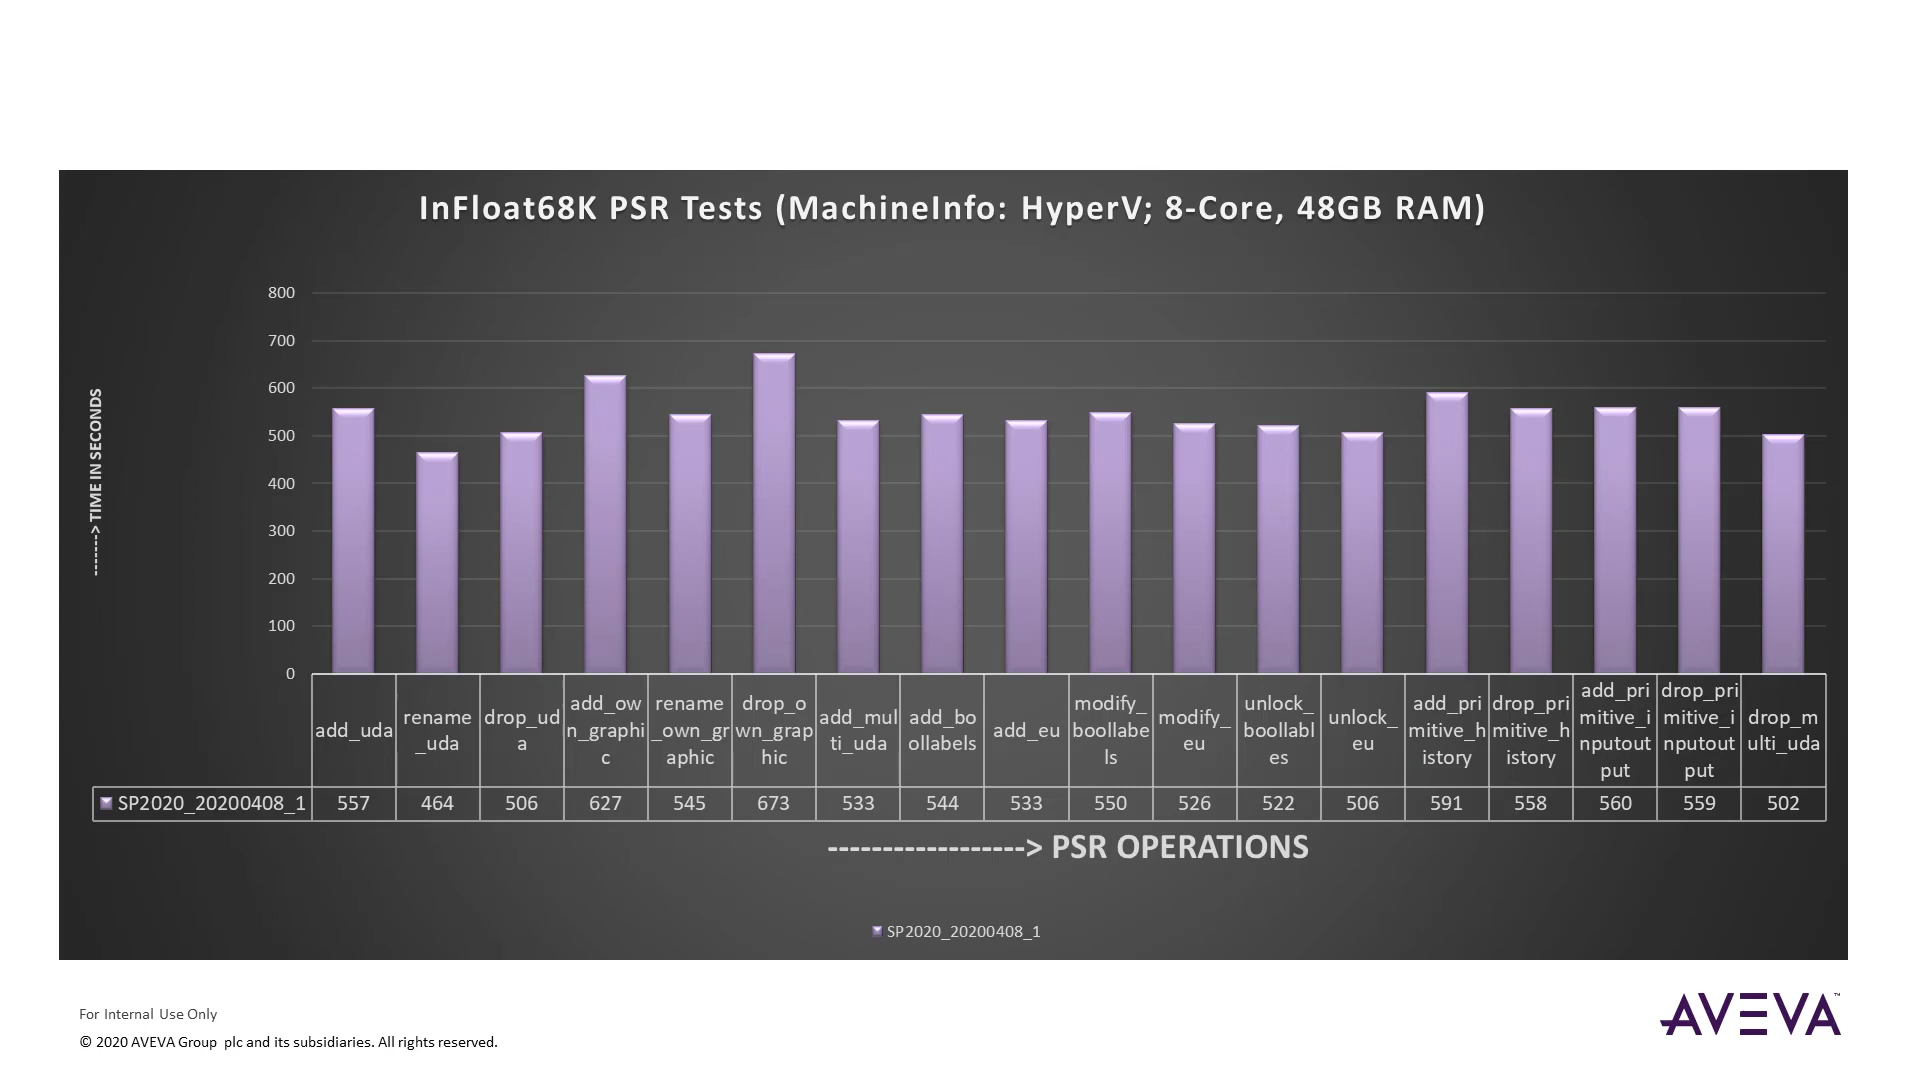 InFloat68K PSR Tests (MachineInfo: HyperV; 8-Core, 48GB RAM)
800
700
600
500
400
300
200
100
0
--------> TIME IN SECONDS
add_uda
rename
_uda
drop_ud
a
add_ow
n_graphi
c
rename
_own_gr
aphic
drop_o
wn_grap
hic
add_mul
ti_uda
add_bo
ollabels
add_eu
modify_
boollabe
ls
modify_
eu
unlock_
boollabl
es
unlock_
eu
add_pri
mitive_h
istory
drop_pri
mitive_h
istory
add_pri
mitive_i
nputout
put
drop_pri
mitive_i
nputout
put
drop_m
ulti_uda
SP2020_20200408_1 557 464 506 627 545 673 533 544 533 550 526 522 506 591 558 560 559 502
------------------> PSR OPERATIONS
SP2020_20200408_1
For Internal Use Only
© 2020 AVEVA Group plc and its subsidiaries. All rights reserved.
AVEVA™